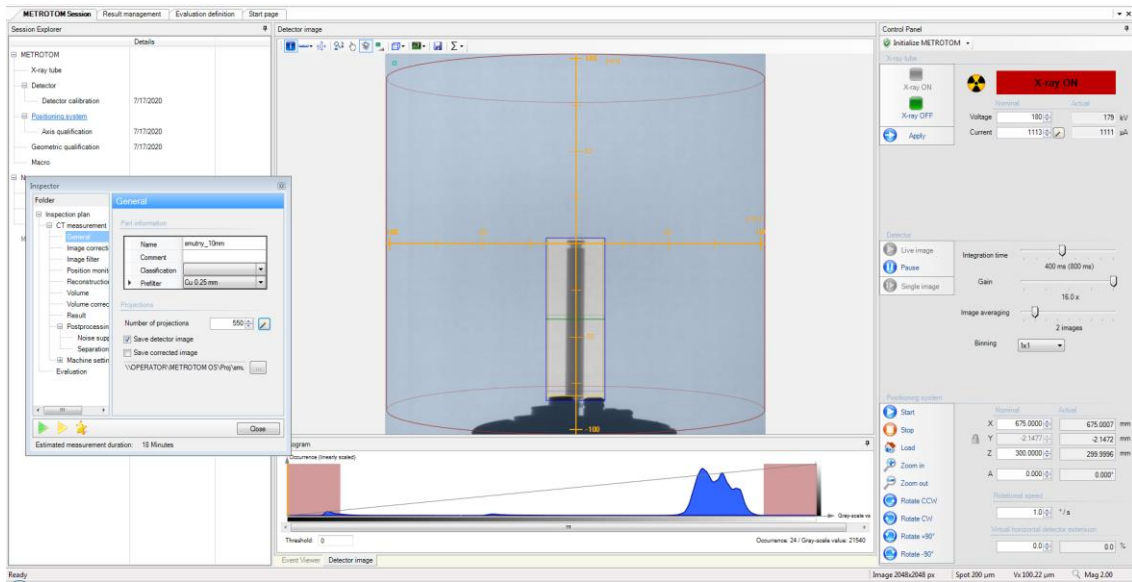 METROTOM Session Result management Evaluation definition Start page
Session Explorer
Details
METROTOM
X-ray tube
Detector
Detector calibration 7/17/2020
Positioning system
Axis qualification 7/17/2020
Geometric qualification 7/17/2020
Macro
Inspector
Folder
Inspection plan
CT measurement
General
Image correcti
Image filter
Position monit
Reconstruction
Volume
Volume correc
Result
Postprocessin
Noise supp
Separation
Machine settin
Evaluation
General
Part information
Name smutny_10mm
Comment
Classification
Prefilter Cu 0.25 mm
Projections
Number of projections 550
Save detector image
Save corrected image
\\OPERATOR\METROTOM OS\Proj\emu. ...
Close
Estimated measurement duration: 18 Minutes
Detector image
100
50
-100
ogram
Occurrence (linearly scaled)
Gray-scale va
Threshold 0
Occurrence: 24 / Gray-scale value: 21540
Event Viewer Detector image
Control Panel
Initialize METROTOM
X-ray tube
X-ray ON
X-ray ON
X-ray OFF
Apply
Nominal Actual
Voltage 180 179 kV
Current 1113 1111 µA
Detector
Live image
Pause
Single image
Integration time
400 ms (800 ms)
Gain
16.0 x
Image averaging
2 images
Binning 1x1
Positioning system
Start
Stop
Load
Zoom in
Zoom out
Rotate CCW
Rotate CW
Rotate +90°
Rotate -90°
Nominal Actual
X 675.0000 675.0007 mm
Y -2.1477 -2.1472 mm
Z 300.0000 299.9996 mm
A 0.000 0.000°
Rotational speed
1.0 °/s
Virtual horizontal detector extension
0.0 0.0 %
Ready
Image 2048x2048 px Spot 200 µm Vx 100.22 µm Mag 2.00